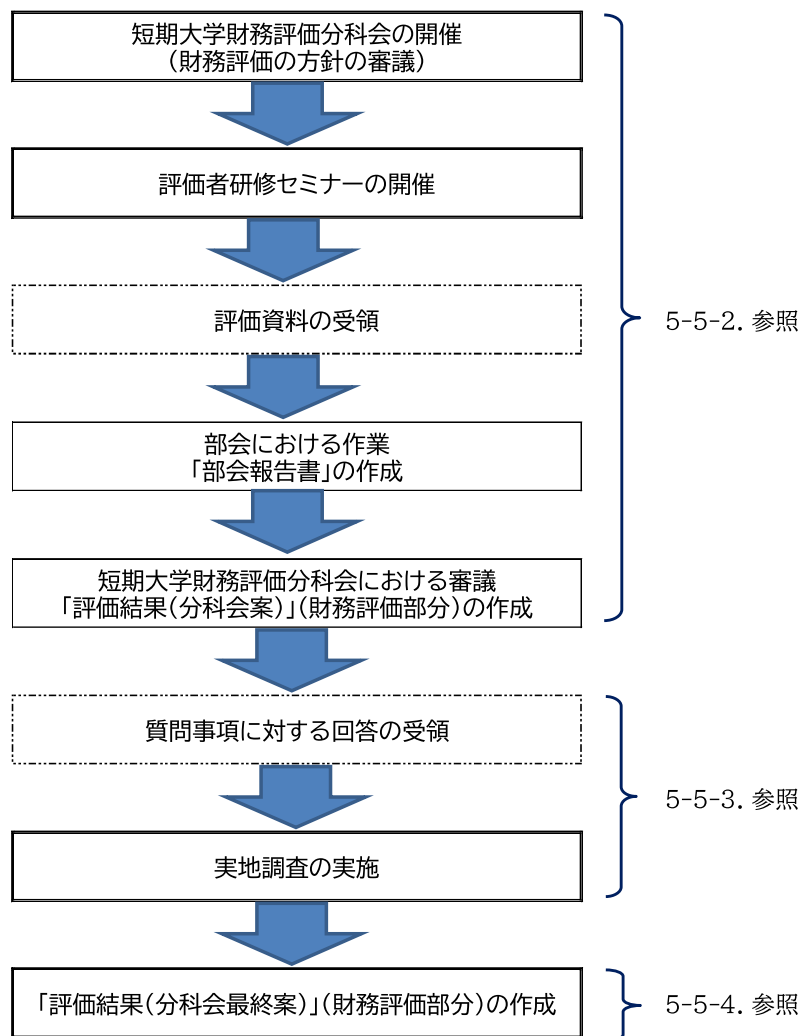 短期大学財務評価分科会の開催
（財務評価の方針の審議）
評価者研修セミナーの開催
評価資料の受領
5-5-2. 参照
部会における作業
「部会報告書」の作成
短期大学財務評価分科会における審議
「評価結果（分科会案）」（財務評価部分）の作成
質問事項に対する回答の受領
5-5-3. 参照
実地調査の実施
「評価結果（分科会最終案）」（財務評価部分）の作成
5-5-4. 参照